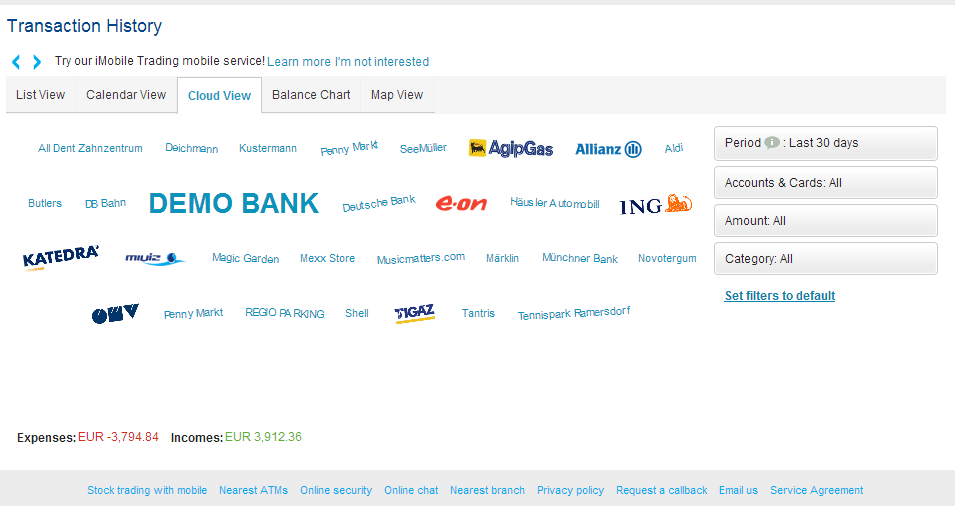 Transaction History
Try our iMobile Trading mobile service! Learn more I'm not interested
List View Calendar View Cloud View Balance Chart Map View
All Dent Zahnzentrum Deichmann Kustermann Penny Markt SeeMüller AgipGas Allianz Aldi
Period i : Last 30 days
Accounts & Cards: All
Butlers DB Bahn DEMO BANK Deutsche Bank e·on Häusler Automobill ING
Amount: All
KATEDRA Magic Garden Mexx Store Musicmatters.com Märklin Münchner Bank Novotergum
Category: All
Set filters to default
OMV Penny Markt REGIO PARKING Shell TIGAZ Tantris Tennispark Ramersdorf
Expenses: EUR -3,794.84 Incomes: EUR 3,912.36
Stock trading with mobile Nearest ATMs Online security Online chat Nearest branch Privacy policy Request a callback Email us Service Agreement